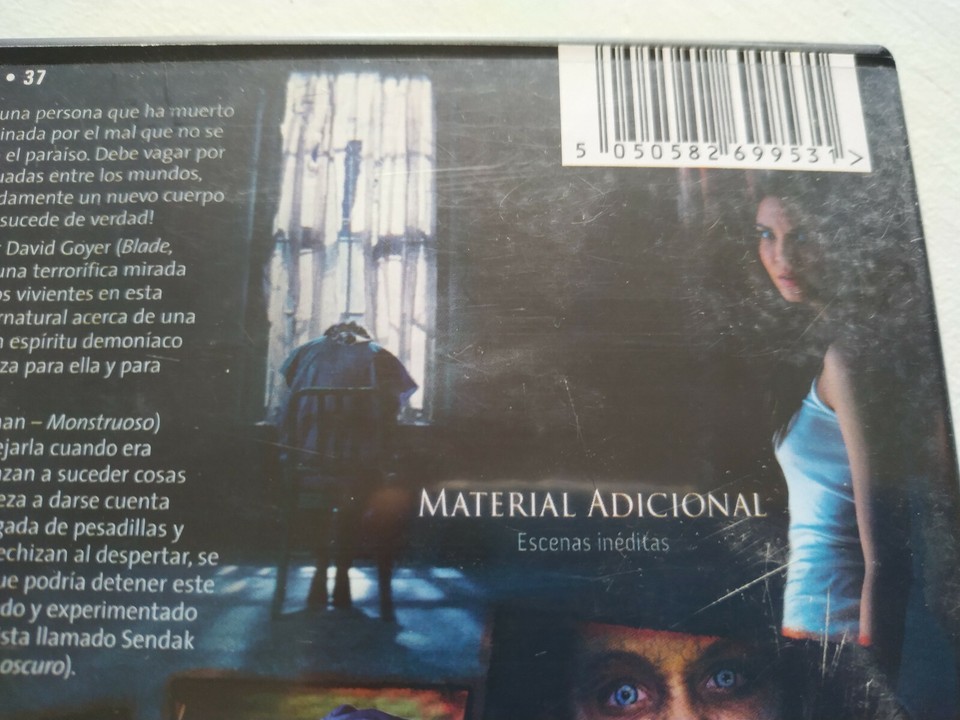 • 37
una persona que ha muerto
inada por el mal que no se
el paraíso. Debe vagar por
uadas entre los mundos,
damente un nuevo cuerpo
sucede de verdad!
David Goyer (Blade,
una terrorífica mirada
os vivientes en esta
rnatural acerca de una
n espíritu demoníaco
za para ella y para
nan – Monstruoso)
ejarla cuando era
nzan a suceder cosas
eza a darse cuenta
gada de pesadillas y
echizan al despertar, se
ue podría detener este
do y experimentado
ista llamado Sendak
oscuro).
5 050582 699531 >
MATERIAL ADICIONAL
Escenas inéditas